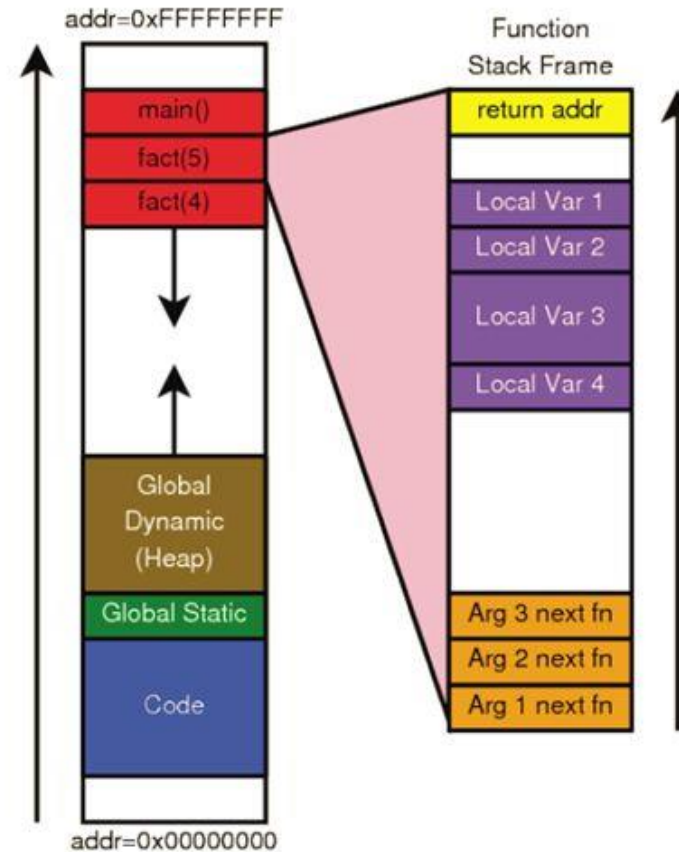 addr=0xFFFFFFFF
main()
fact(5)
fact(4)
Global
Dynamic
(Heap)
Global Static
Code
addr=0x00000000
Function
Stack Frame
return addr
Local Var 1
Local Var 2
Local Var 3
Local Var 4
Arg 3 next fn
Arg 2 next fn
Arg 1 next fn